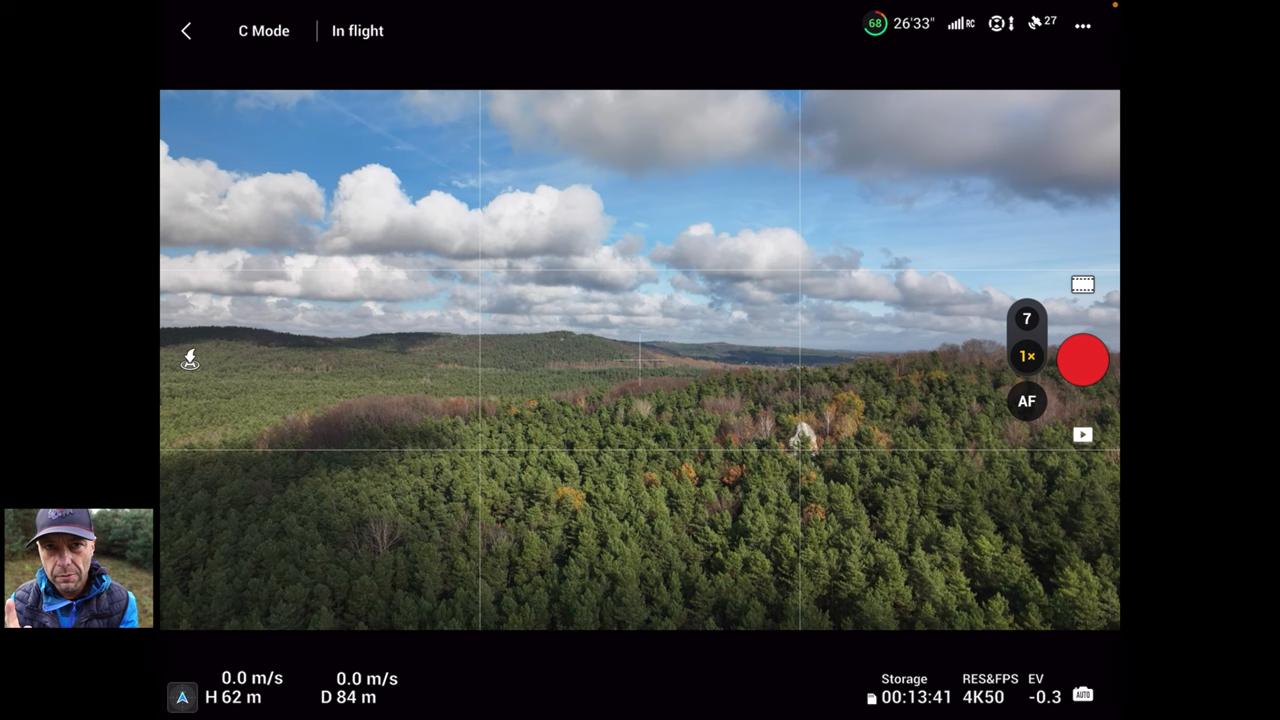 C Mode
In flight
68
26'33"
RC
27
7
1×
AF
0.0 m/s
0.0 m/s
H 62 m
D 84 m
Storage
RES&FPS
EV
00:13:41
4K50
-0.3
AUTO